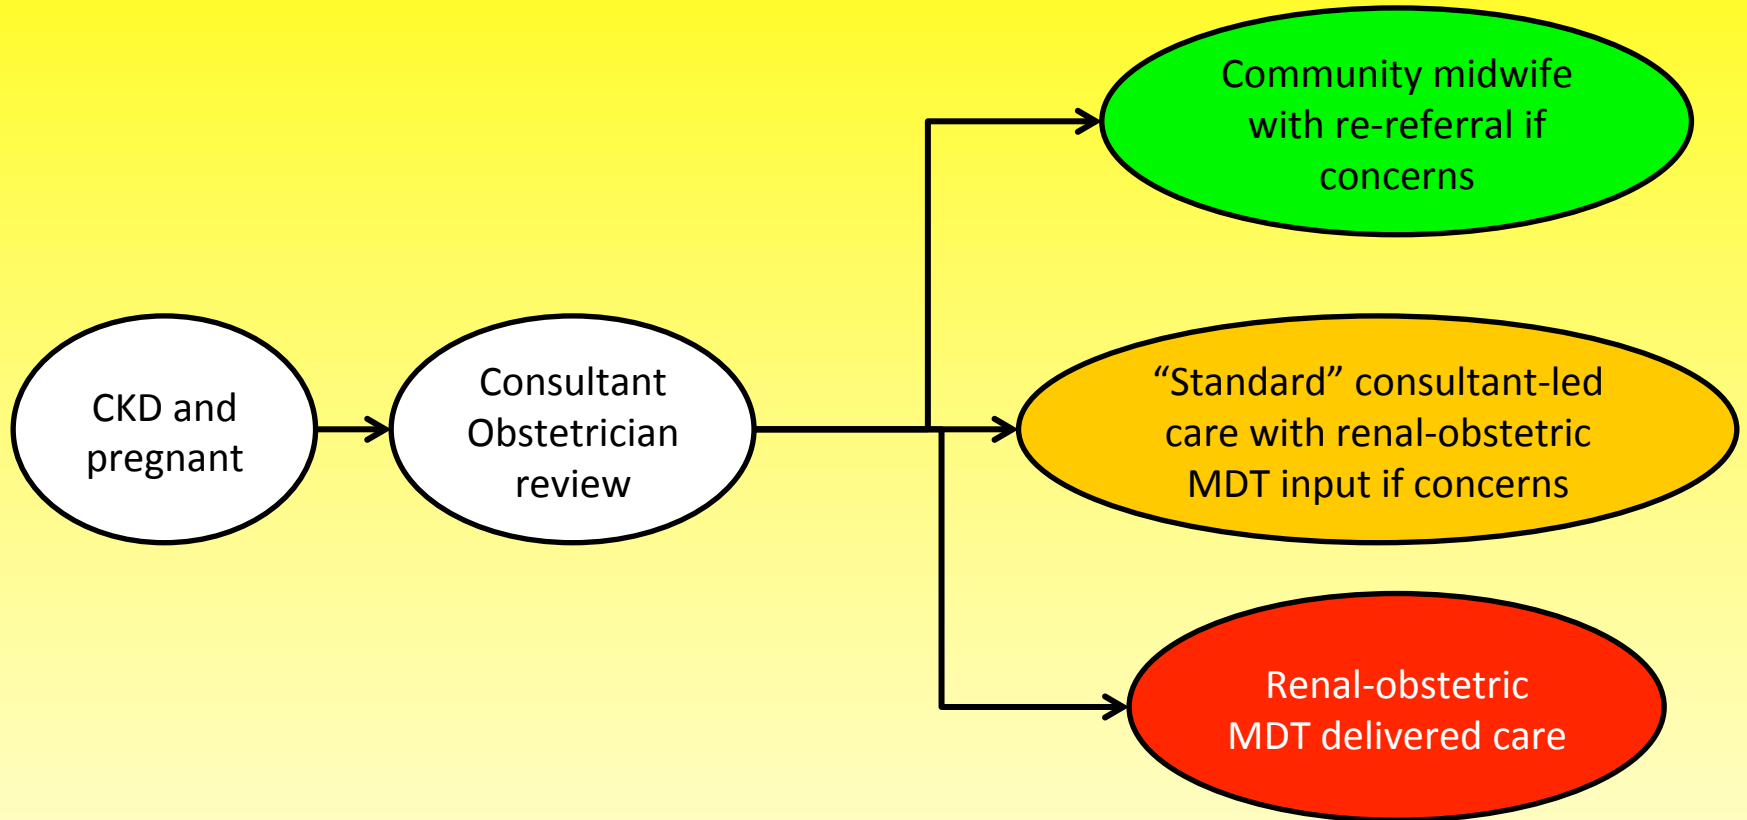 CKD and
pregnant
Consultant
Obstetrician
review
Community midwife
with re-referral if
concerns
“Standard” consultant-led
care with renal-obstetric
MDT input if concerns
Renal-obstetric
MDT delivered care